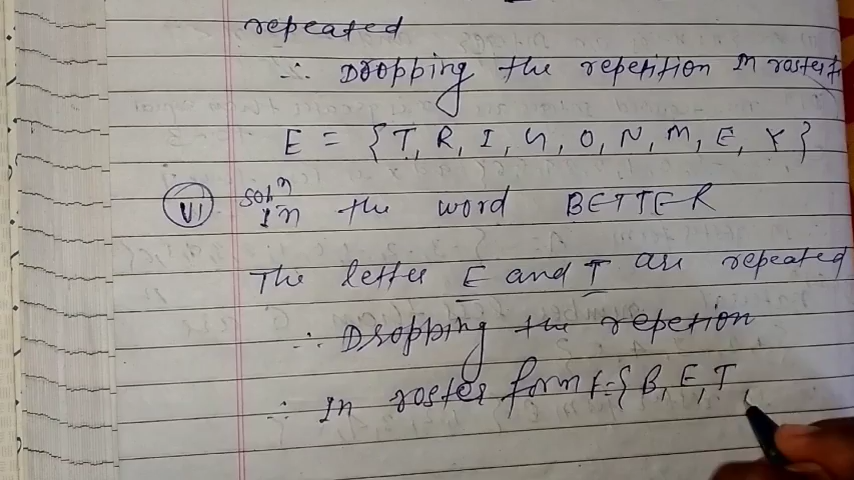 repeated
∴ Dropping the repetition in roster f
E = {T, R, I, G, O, N, M, E, Y}
(VI) Solⁿ In the word BETTER
The letter E and T are repeated
∴ Dropping the repetion
∴ In roster form F={B, E, T,